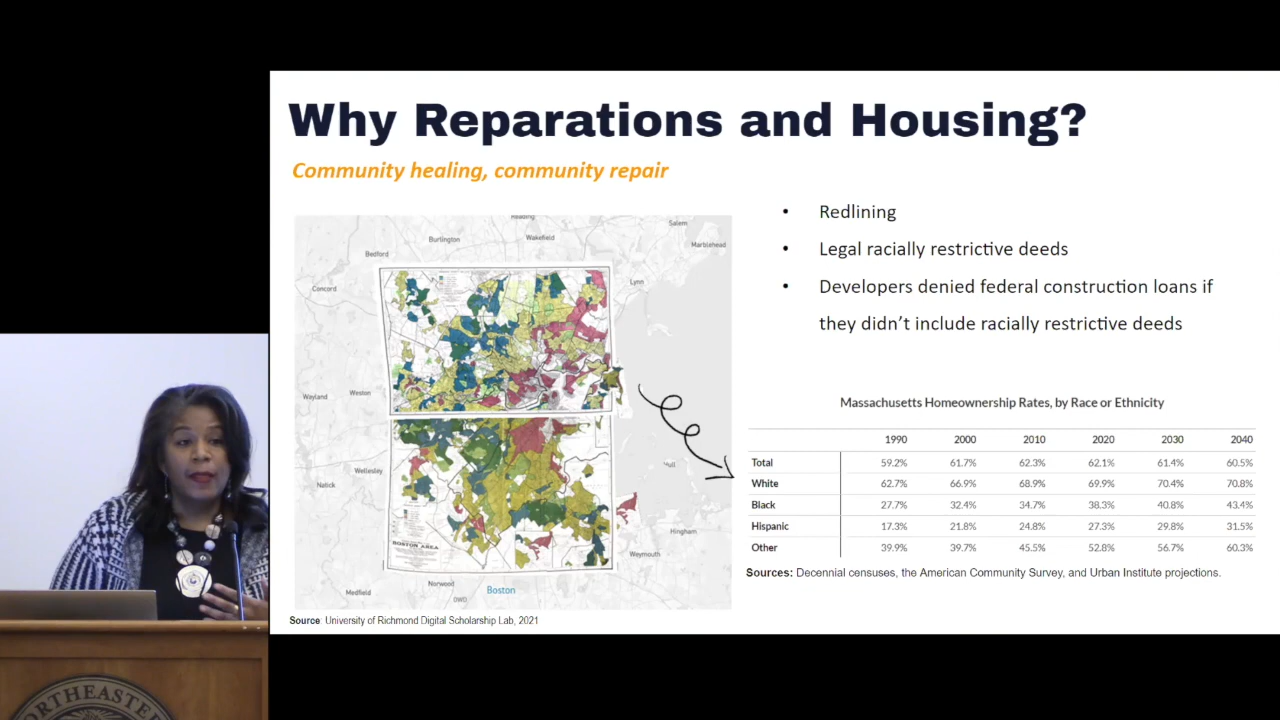 Why Reparations and Housing?
Community healing, community repair
• Redlining
• Legal racially restrictive deeds
• Developers denied federal construction loans if
they didn't include racially restrictive deeds
Reading
Salem
Burlington
Wakefield
Marblehead
Bedford
Lynn
Concord
Wayland
Weston
Wellesley
Hull
Natick
Hingham
BOSTON AREA
Weymouth
Norwood
Medfield
Boston
Source: University of Richmond Digital Scholarship Lab, 2021
Massachusetts Homeownership Rates, by Race or Ethnicity
1990 2000 2010 2020 2030 2040
Total 59.2% 61.7% 62.3% 62.1% 61.4% 60.5%
White 62.7% 66.9% 68.9% 69.9% 70.4% 70.8%
Black 27.7% 32.4% 34.7% 38.3% 40.8% 43.4%
Hispanic 17.3% 21.8% 24.8% 27.3% 29.8% 31.5%
Other 39.9% 39.7% 45.5% 52.8% 56.7% 60.3%
Sources: Decennial censuses, the American Community Survey, and Urban Institute projections.
ORTHEASTER